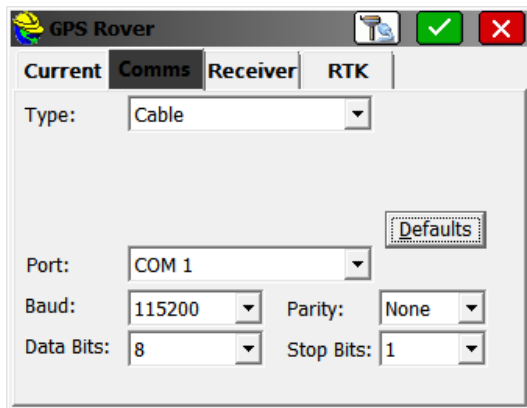 GPS Rover
Current Comms Receiver RTK
Type: Cable
Defaults
Port: COM 1
Baud: 115200 Parity: None
Data Bits: 8 Stop Bits: 1